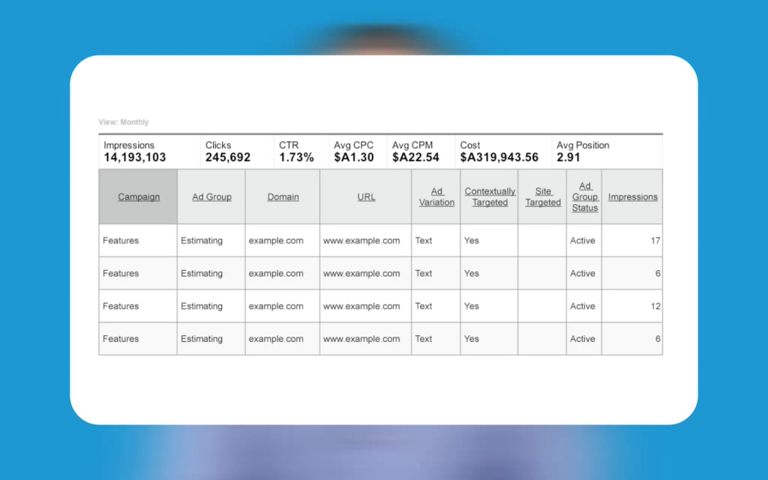 View: Monthly
Impressions Clicks CTR Avg CPC Avg CPM Cost Avg Position
14,193,103 245,692 1.73% $A1.30 $A22.54 $A319,943.56 2.91
Campaign Ad Group Domain URL Ad Variation Contextually Targeted Site Targeted Ad Group Status Impressions
Features Estimating example.com www.example.com Text Yes Active 17
Features Estimating example.com www.example.com Text Yes Active 6
Features Estimating example.com www.example.com Text Yes Active 12
Features Estimating example.com www.example.com Text Yes Active 6